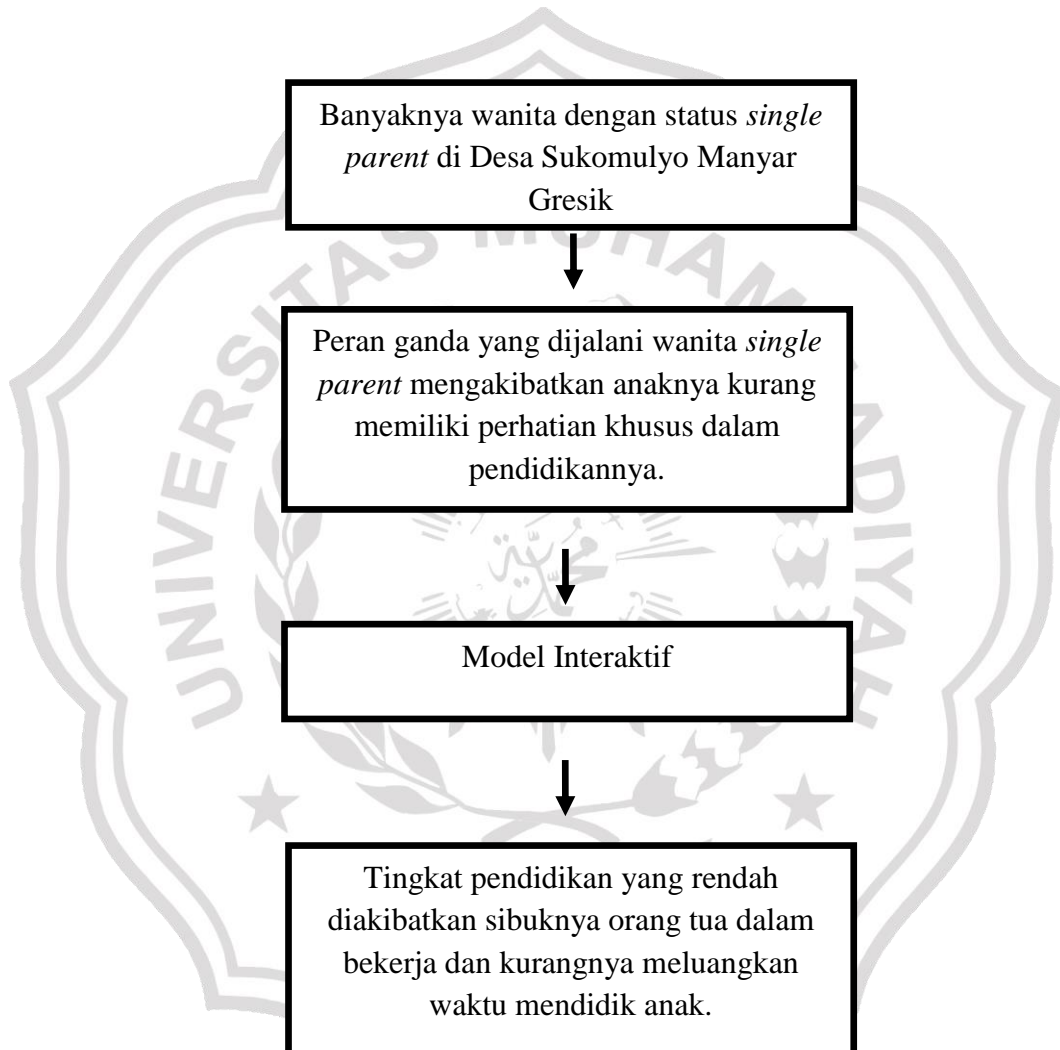 Banyaknya wanita dengan status single
parent di Desa Sukomulyo Manyar
Gresik
Peran ganda yang dijalani wanita single
parent mengakibatkan anaknya kurang
memiliki perhatian khusus dalam
pendidikannya.
Model Interaktif
Tingkat pendidikan yang rendah
diakibatkan sibuknya orang tua dalam
bekerja dan kurangnya meluangkan
waktu mendidik anak.
UNIVERSITAS MUHAMMADIYAH